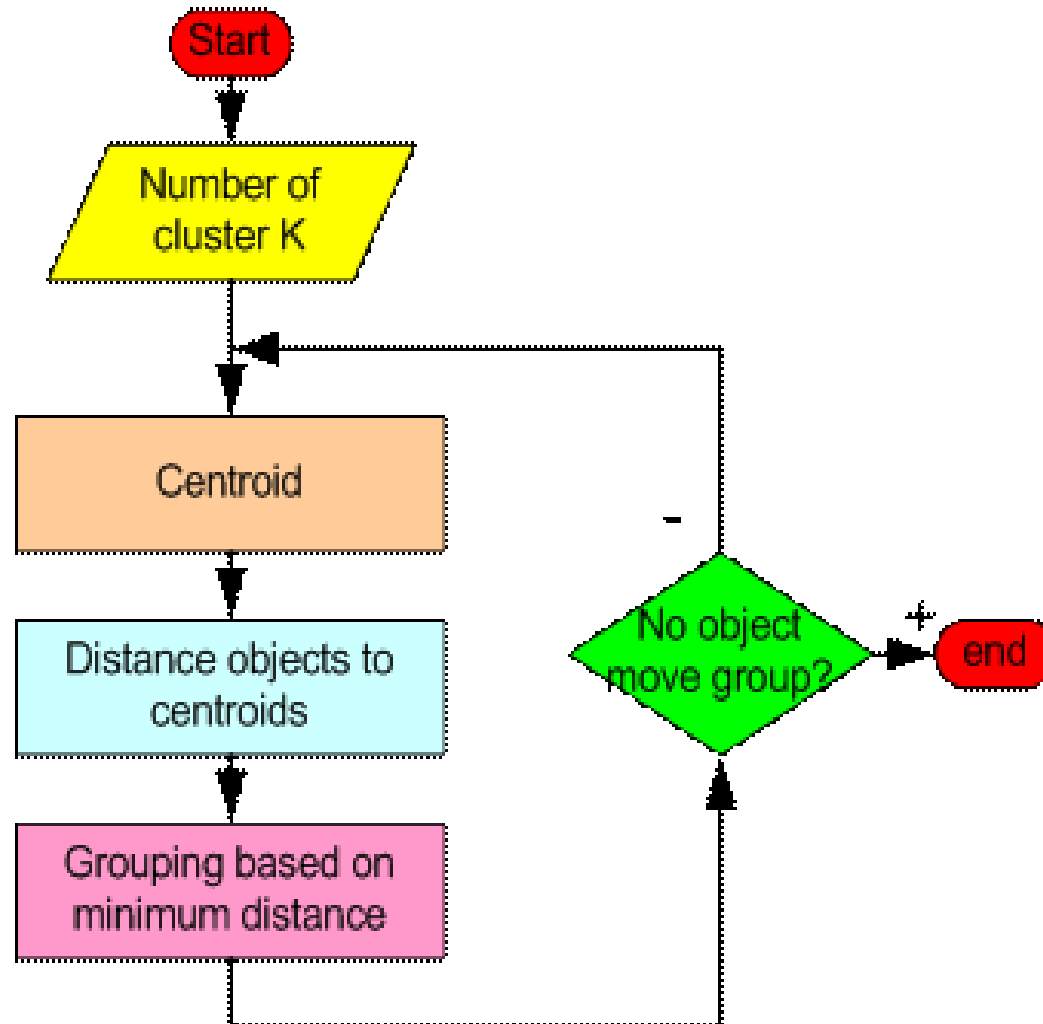 Start
Number of
cluster K
Centroid
Distance objects to
centroids
Grouping based on
minimum distance
-
No object
move group?
+
end